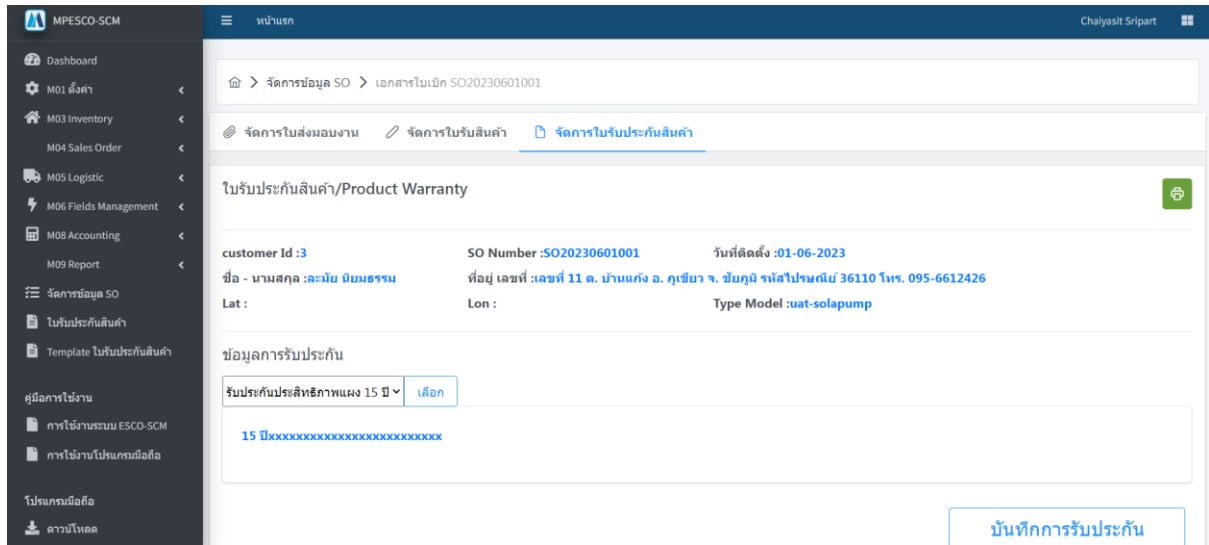 MPESCO-SCM
หน้าแรก
Chaiyasit Sripart
Dashboard
M01 ตั้งค่า
M03 Inventory
M04 Sales Order
M05 Logistic
M06 Fields Management
M08 Accounting
M09 Report
จัดการข้อมูล SO
ใบรับประกันสินค้า
Template ใบรับประกันสินค้า
คู่มือการใช้งาน
การใช้งานระบบ ESCO-SCM
การใช้งานโปรแกรมมือถือ
โปรแกรมมือถือ
ดาวน์โหลด
จัดการข้อมูล SO เอกสารใบเบิก SO20230601001
จัดการใบส่งมอบงาน จัดการใบรับสินค้า จัดการใบรับประกันสินค้า
ใบรับประกันสินค้า/Product Warranty
customer Id :3 SO Number :SO20230601001 วันที่ติดตั้ง :01-06-2023
ชื่อ - นามสกุล :ละมัย นิยมธรรม ที่อยู่ เลขที่ :เลขที่ 11 ต. บ้านแก้ง อ. ภูเขียว จ. ชัยภูมิ รหัสไปรษณีย์ 36110 โทร. 095-6612426
Lat : Lon : Type Model :uat-solapump
ข้อมูลการรับประกัน
รับประกันประสิทธิภาพแผง 15 ปี เลือก
15 ปีxxxxxxxxxxxxxxxxxxxxxxxxxx
บันทึกการรับประกัน